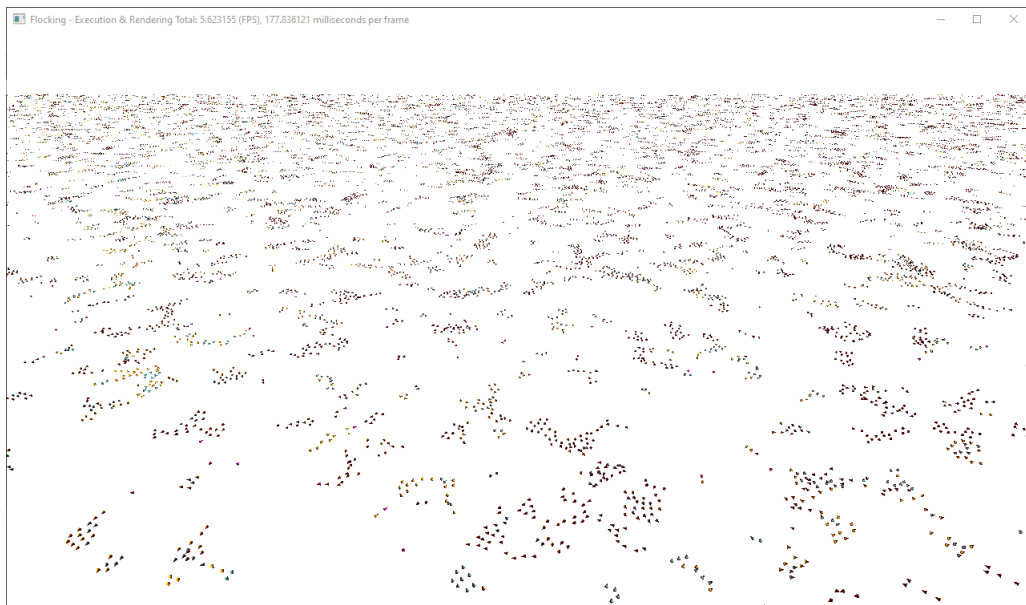 Flocking - Execution & Rendering Total: 5.623155 (FPS), 177.836121 milliseconds per frame